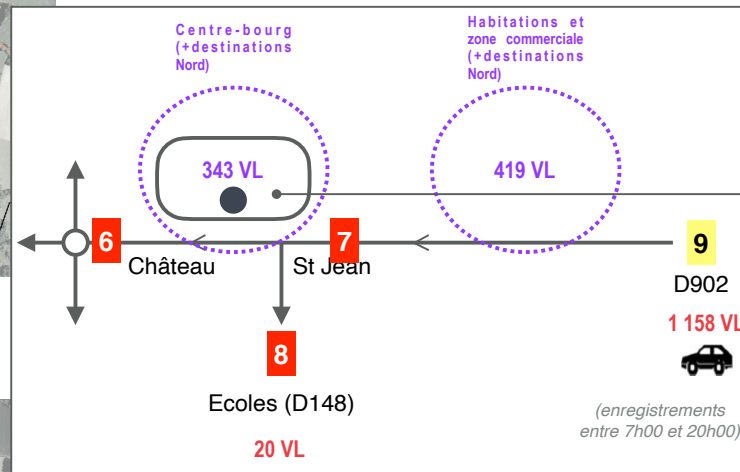 Centre-bourg
(+destinations
Nord)
Habitations et
zone commerciale
(+destinations
Nord)
343 VL
419 VL
6
7
9
Château
St Jean
D902
1 158 VL
8
Ecoles (D148)
20 VL
(enregistrements
entre 7h00 et 20h00)